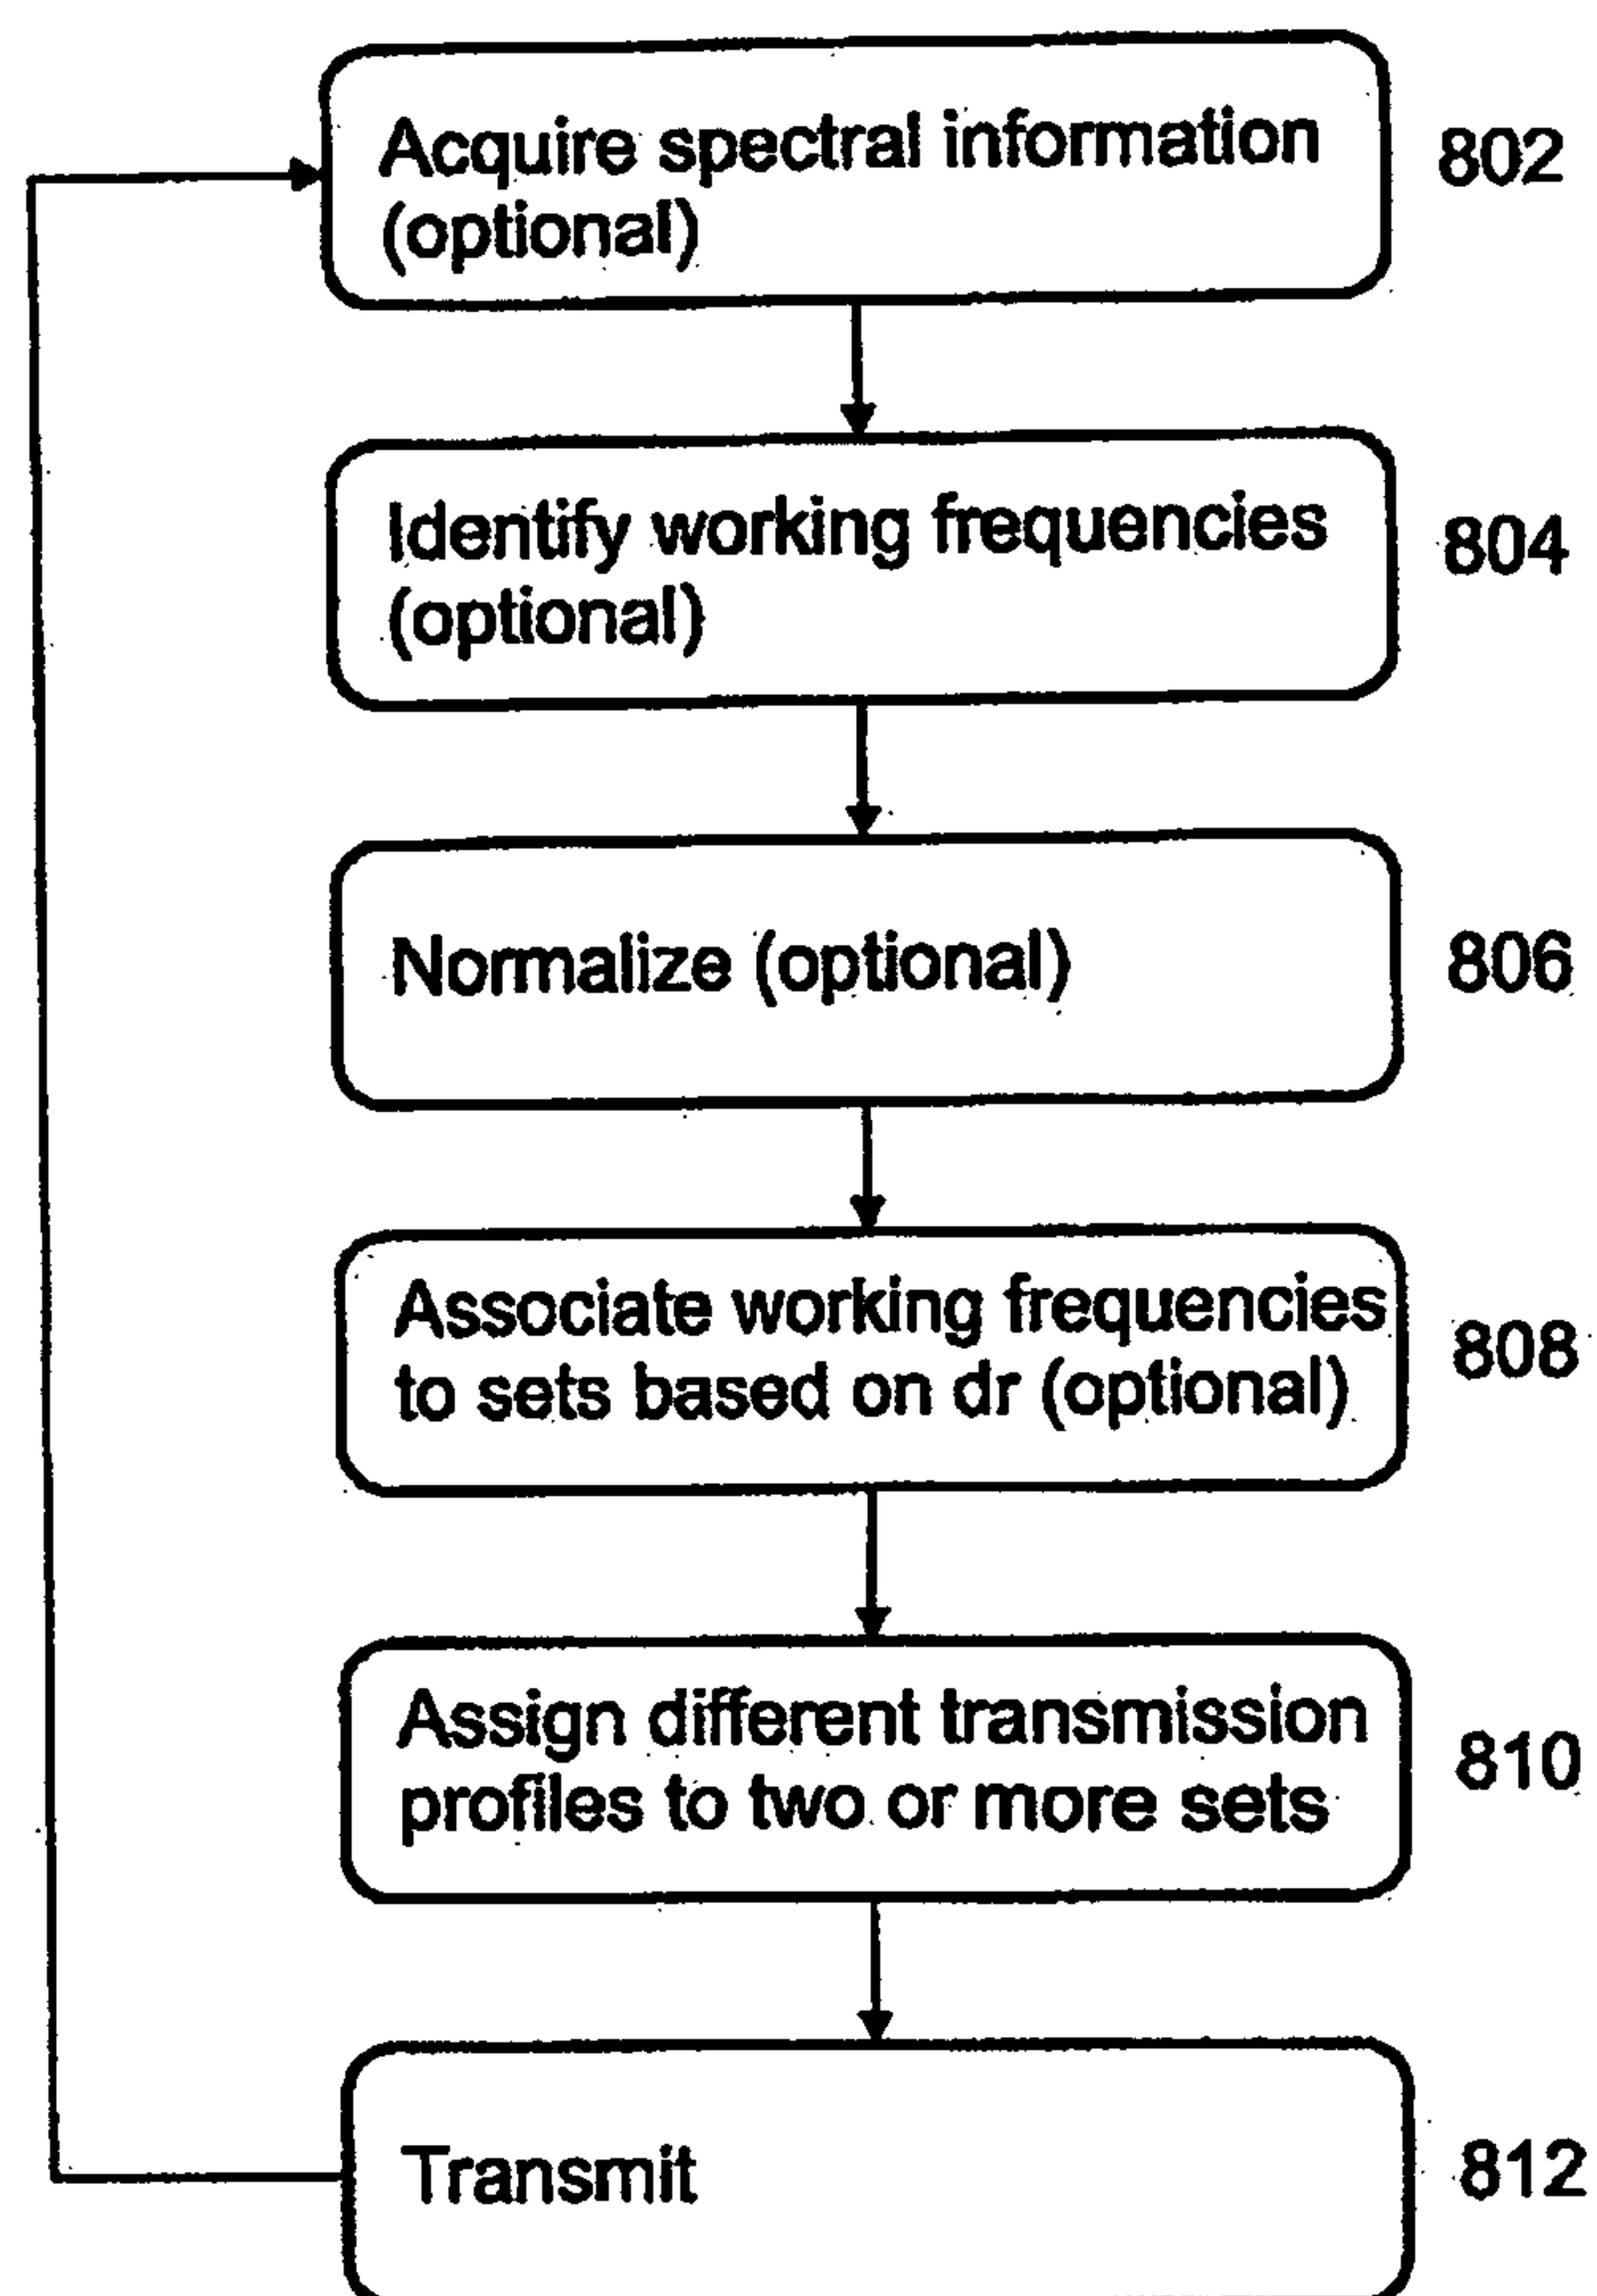 Acquire spectral information
(optional)
802
Identify working frequencies
(optional)
804
Normalize (optional)
806
Associate working frequencies
to sets based on dr (optional)
808
Assign different transmission
profiles to two or more sets
810
Transmit
812